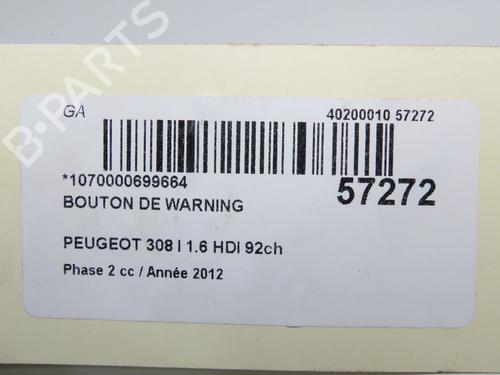 B-PARTS
GA
40200010 57272
*1070000699664
57272
BOUTON DE WARNING
PEUGEOT 308 I 1.6 HDI 92ch
Phase 2 cc / Année 2012